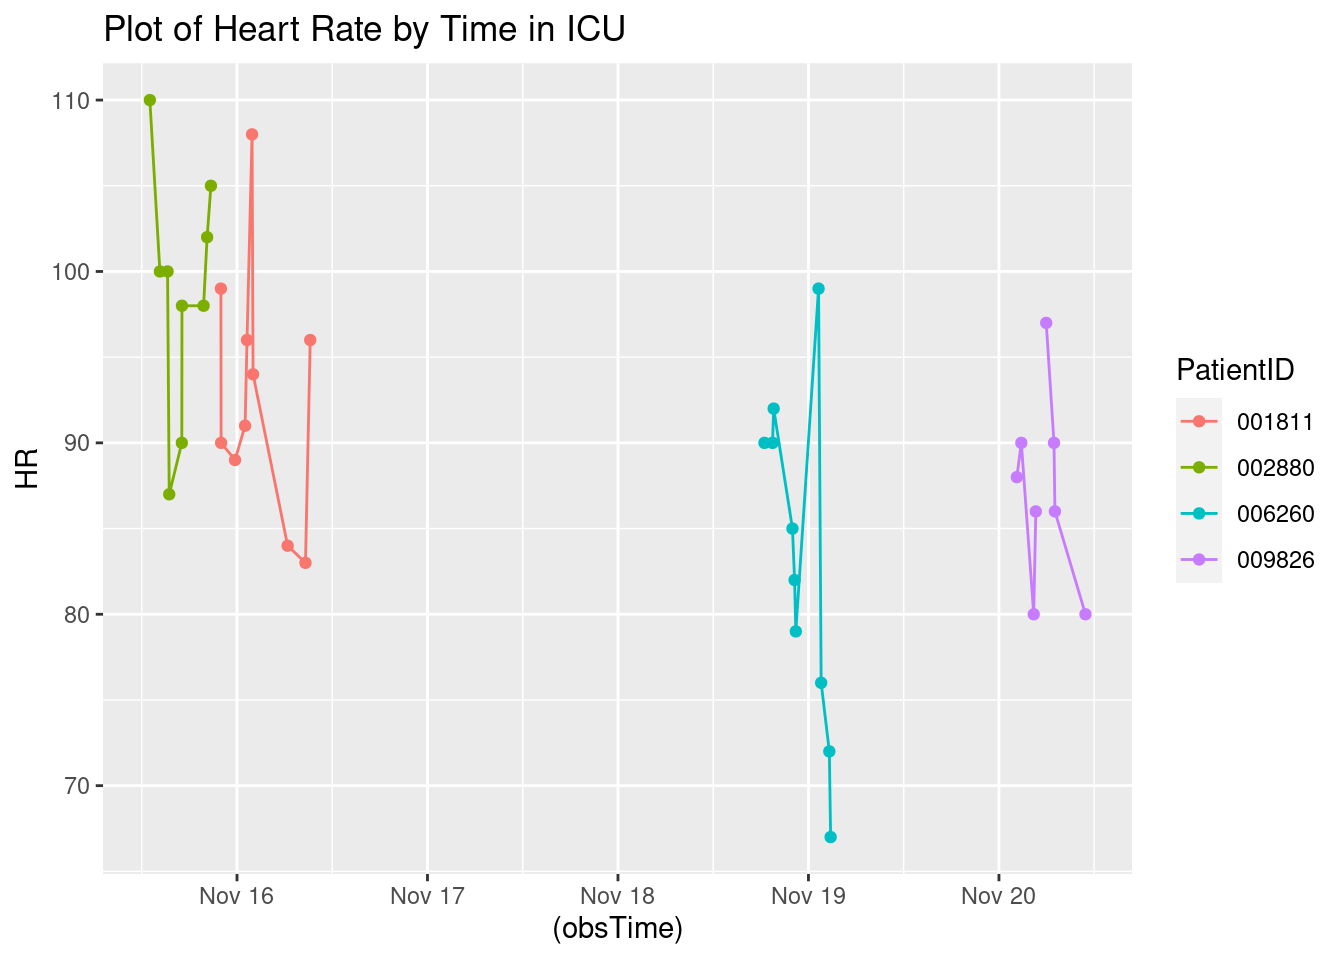 Plot of Heart Rate by Time in ICU
110
100
90
80
70
HR
Nov 16
Nov 17
Nov 18
Nov 19
Nov 20
(obsTime)
PatientID
001811
002880
006260
009826